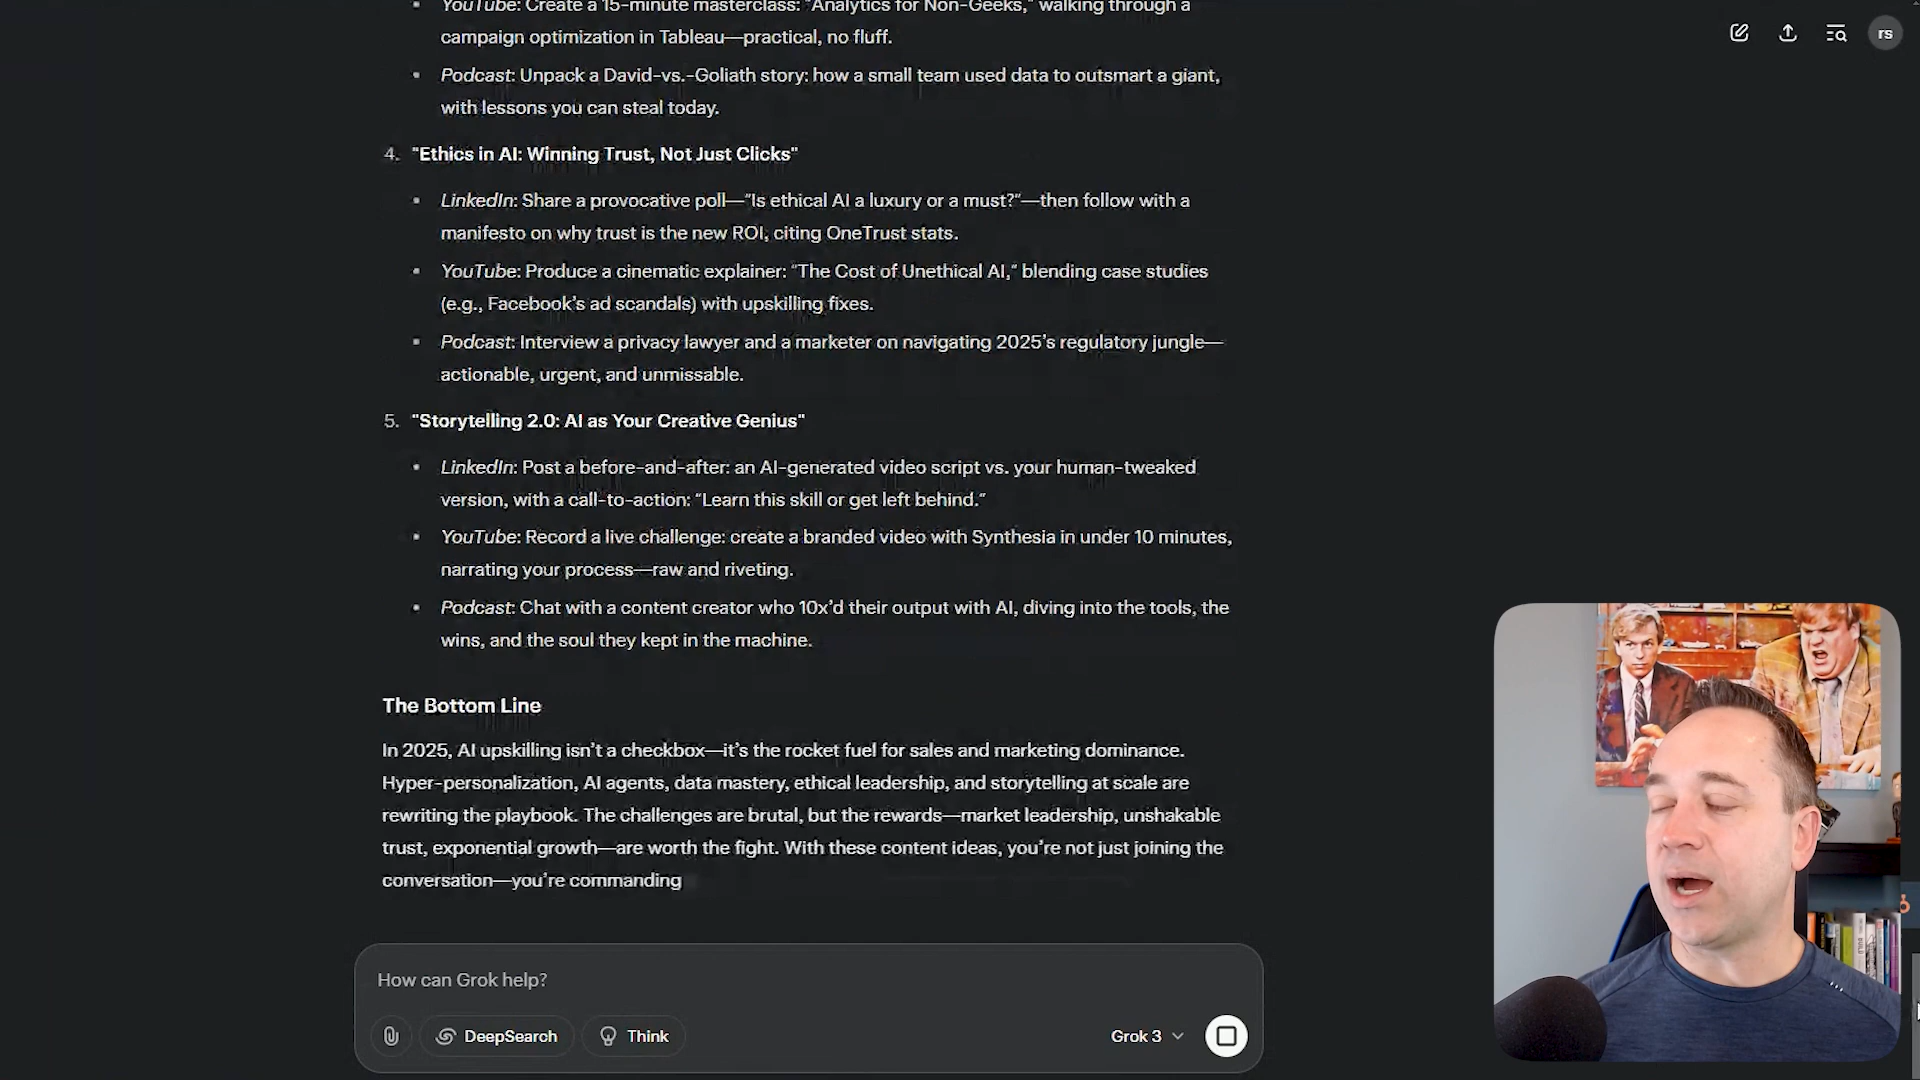 YouTube: Create a 15-minute masterclass: "Analytics for Non-Geeks," walking through a
campaign optimization in Tableau—practical, no fluff.
Podcast: Unpack a David-vs.-Goliath story: how a small team used data to outsmart a giant,
with lessons you can steal today.
4. "Ethics in AI: Winning Trust, Not Just Clicks"
LinkedIn: Share a provocative poll—"Is ethical AI a luxury or a must?"—then follow with a
manifesto on why trust is the new ROI, citing OneTrust stats.
YouTube: Produce a cinematic explainer: "The Cost of Unethical AI," blending case studies
(e.g., Facebook's ad scandals) with upskilling fixes.
Podcast: Interview a privacy lawyer and a marketer on navigating 2025's regulatory jungle—
actionable, urgent, and unmissable.
5. "Storytelling 2.0: AI as Your Creative Genius"
LinkedIn: Post a before-and-after: an AI-generated video script vs. your human-tweaked
version, with a call-to-action: "Learn this skill or get left behind."
YouTube: Record a live challenge: create a branded video with Synthesia in under 10 minutes,
narrating your process—raw and riveting.
Podcast: Chat with a content creator who 10x'd their output with AI, diving into the tools, the
wins, and the soul they kept in the machine.
The Bottom Line
In 2025, AI upskilling isn't a checkbox—it's the rocket fuel for sales and marketing dominance.
Hyper-personalization, AI agents, data mastery, ethical leadership, and storytelling at scale are
rewriting the playbook. The challenges are brutal, but the rewards—market leadership, unshakable
trust, exponential growth—are worth the fight. With these content ideas, you're not just joining the
conversation—you're commanding
How can Grok help?
DeepSearch
Think
Grok 3
rs